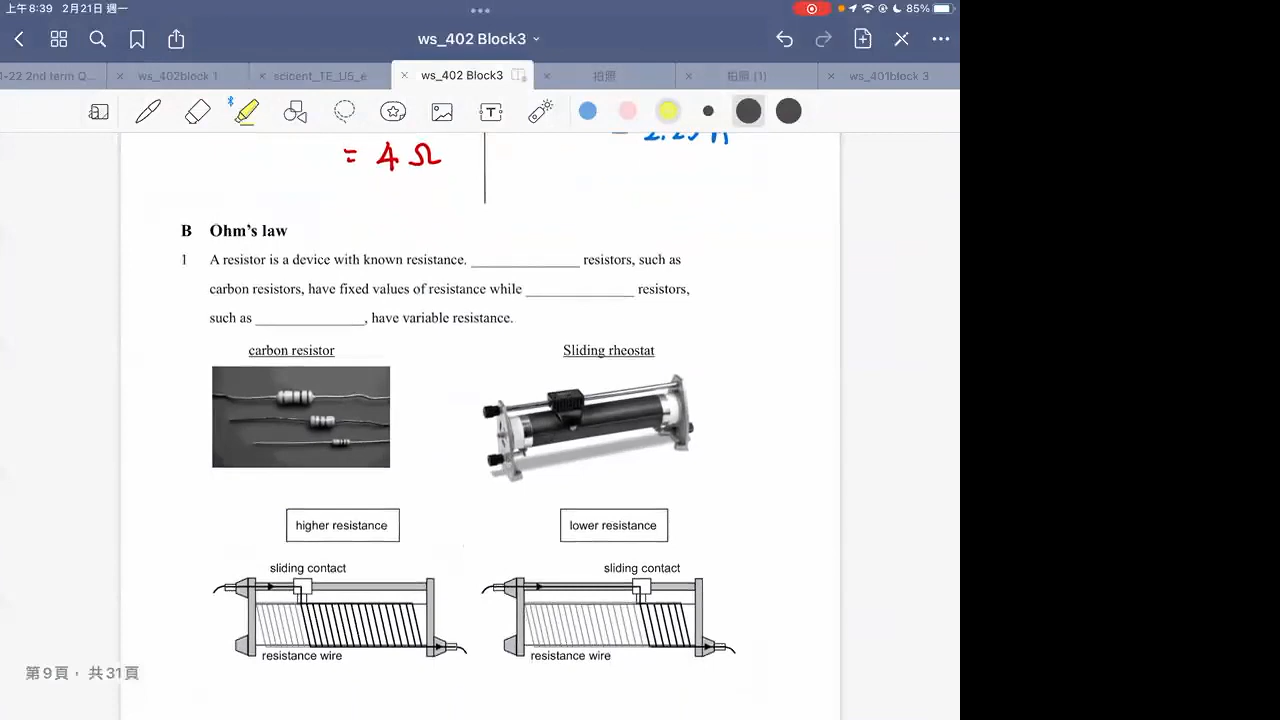 上午8:39 2月21日 週一
85%
ws_402 Block3
1-22 2nd term Q...
ws_402block 1
scicent_TE_U5_e
ws_402 Block3
拍照
拍照 (1)
ws_401block 3
= 4 Ω
B Ohm's law
1 A resistor is a device with known resistance. _______________ resistors, such as
carbon resistors, have fixed values of resistance while _______________ resistors,
such as _______________, have variable resistance.
carbon resistor
Sliding rheostat
higher resistance
lower resistance
sliding contact
sliding contact
resistance wire
resistance wire
第9頁，共31頁